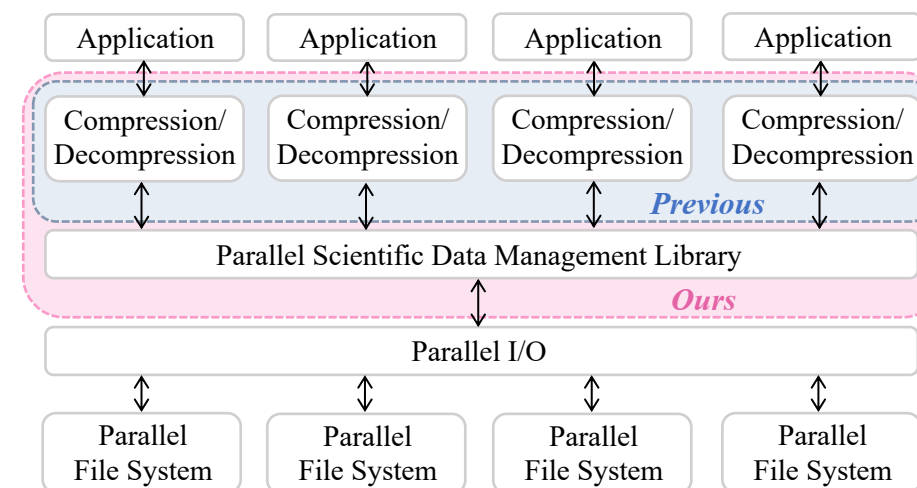 Application Application Application Application
Compression/ Compression/ Compression/ Compression/
Decompression Decompression Decompression Decompression
Previous
Parallel Scientific Data Management Library
Ours
Parallel I/O
Parallel Parallel Parallel Parallel
File System File System File System File System